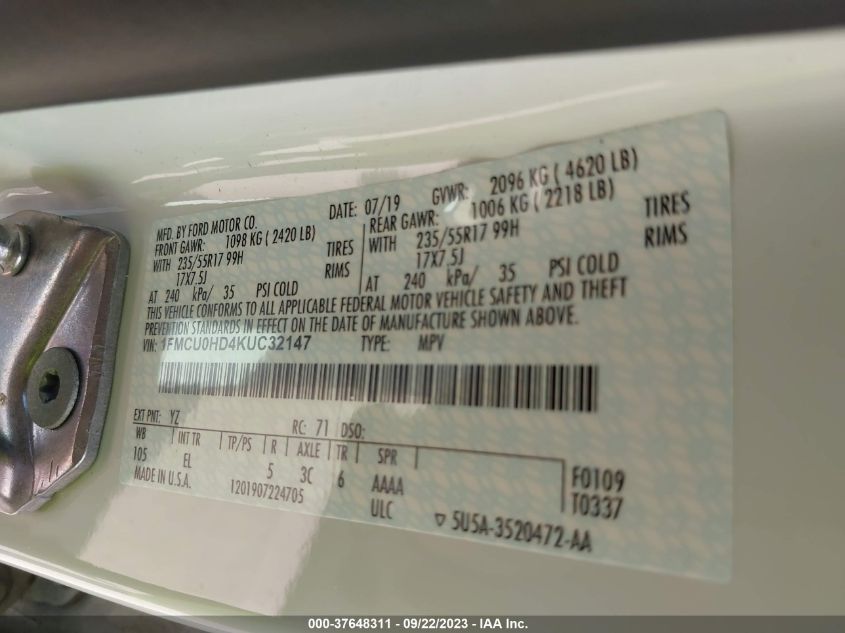 MFD. BY FORD MOTOR CO.
DATE: 07/19 GVWR: 2096 KG ( 4620 LB)
FRONT GAWR: 1098 KG ( 2420 LB) REAR GAWR: 1006 KG ( 2218 LB)
WITH 235/55R17 99H TIRES WITH 235/55R17 99H TIRES
17X7.5J RIMS 17X7.5J RIMS
AT 240 kPa/ 35 PSI COLD AT 240 kPa/ 35 PSI COLD
THIS VEHICLE CONFORMS TO ALL APPLICABLE FEDERAL MOTOR VEHICLE SAFETY AND THEFT
PREVENTION STANDARDS IN EFFECT ON THE DATE OF MANUFACTURE SHOWN ABOVE.
VIN: 1FMCU0HD4KUC32147 TYPE: MPV
EXT PNT: YZ RC: 71 DSO:
WB INT TR TP/PS R AXLE TR SPR
105 EL 5 3C 6 AAAA F0109
MADE IN U.S.A. 1201907224705 ULC T0337
5U5A-3520472-AA
000-37648311 - 09/22/2023 - IAA Inc.